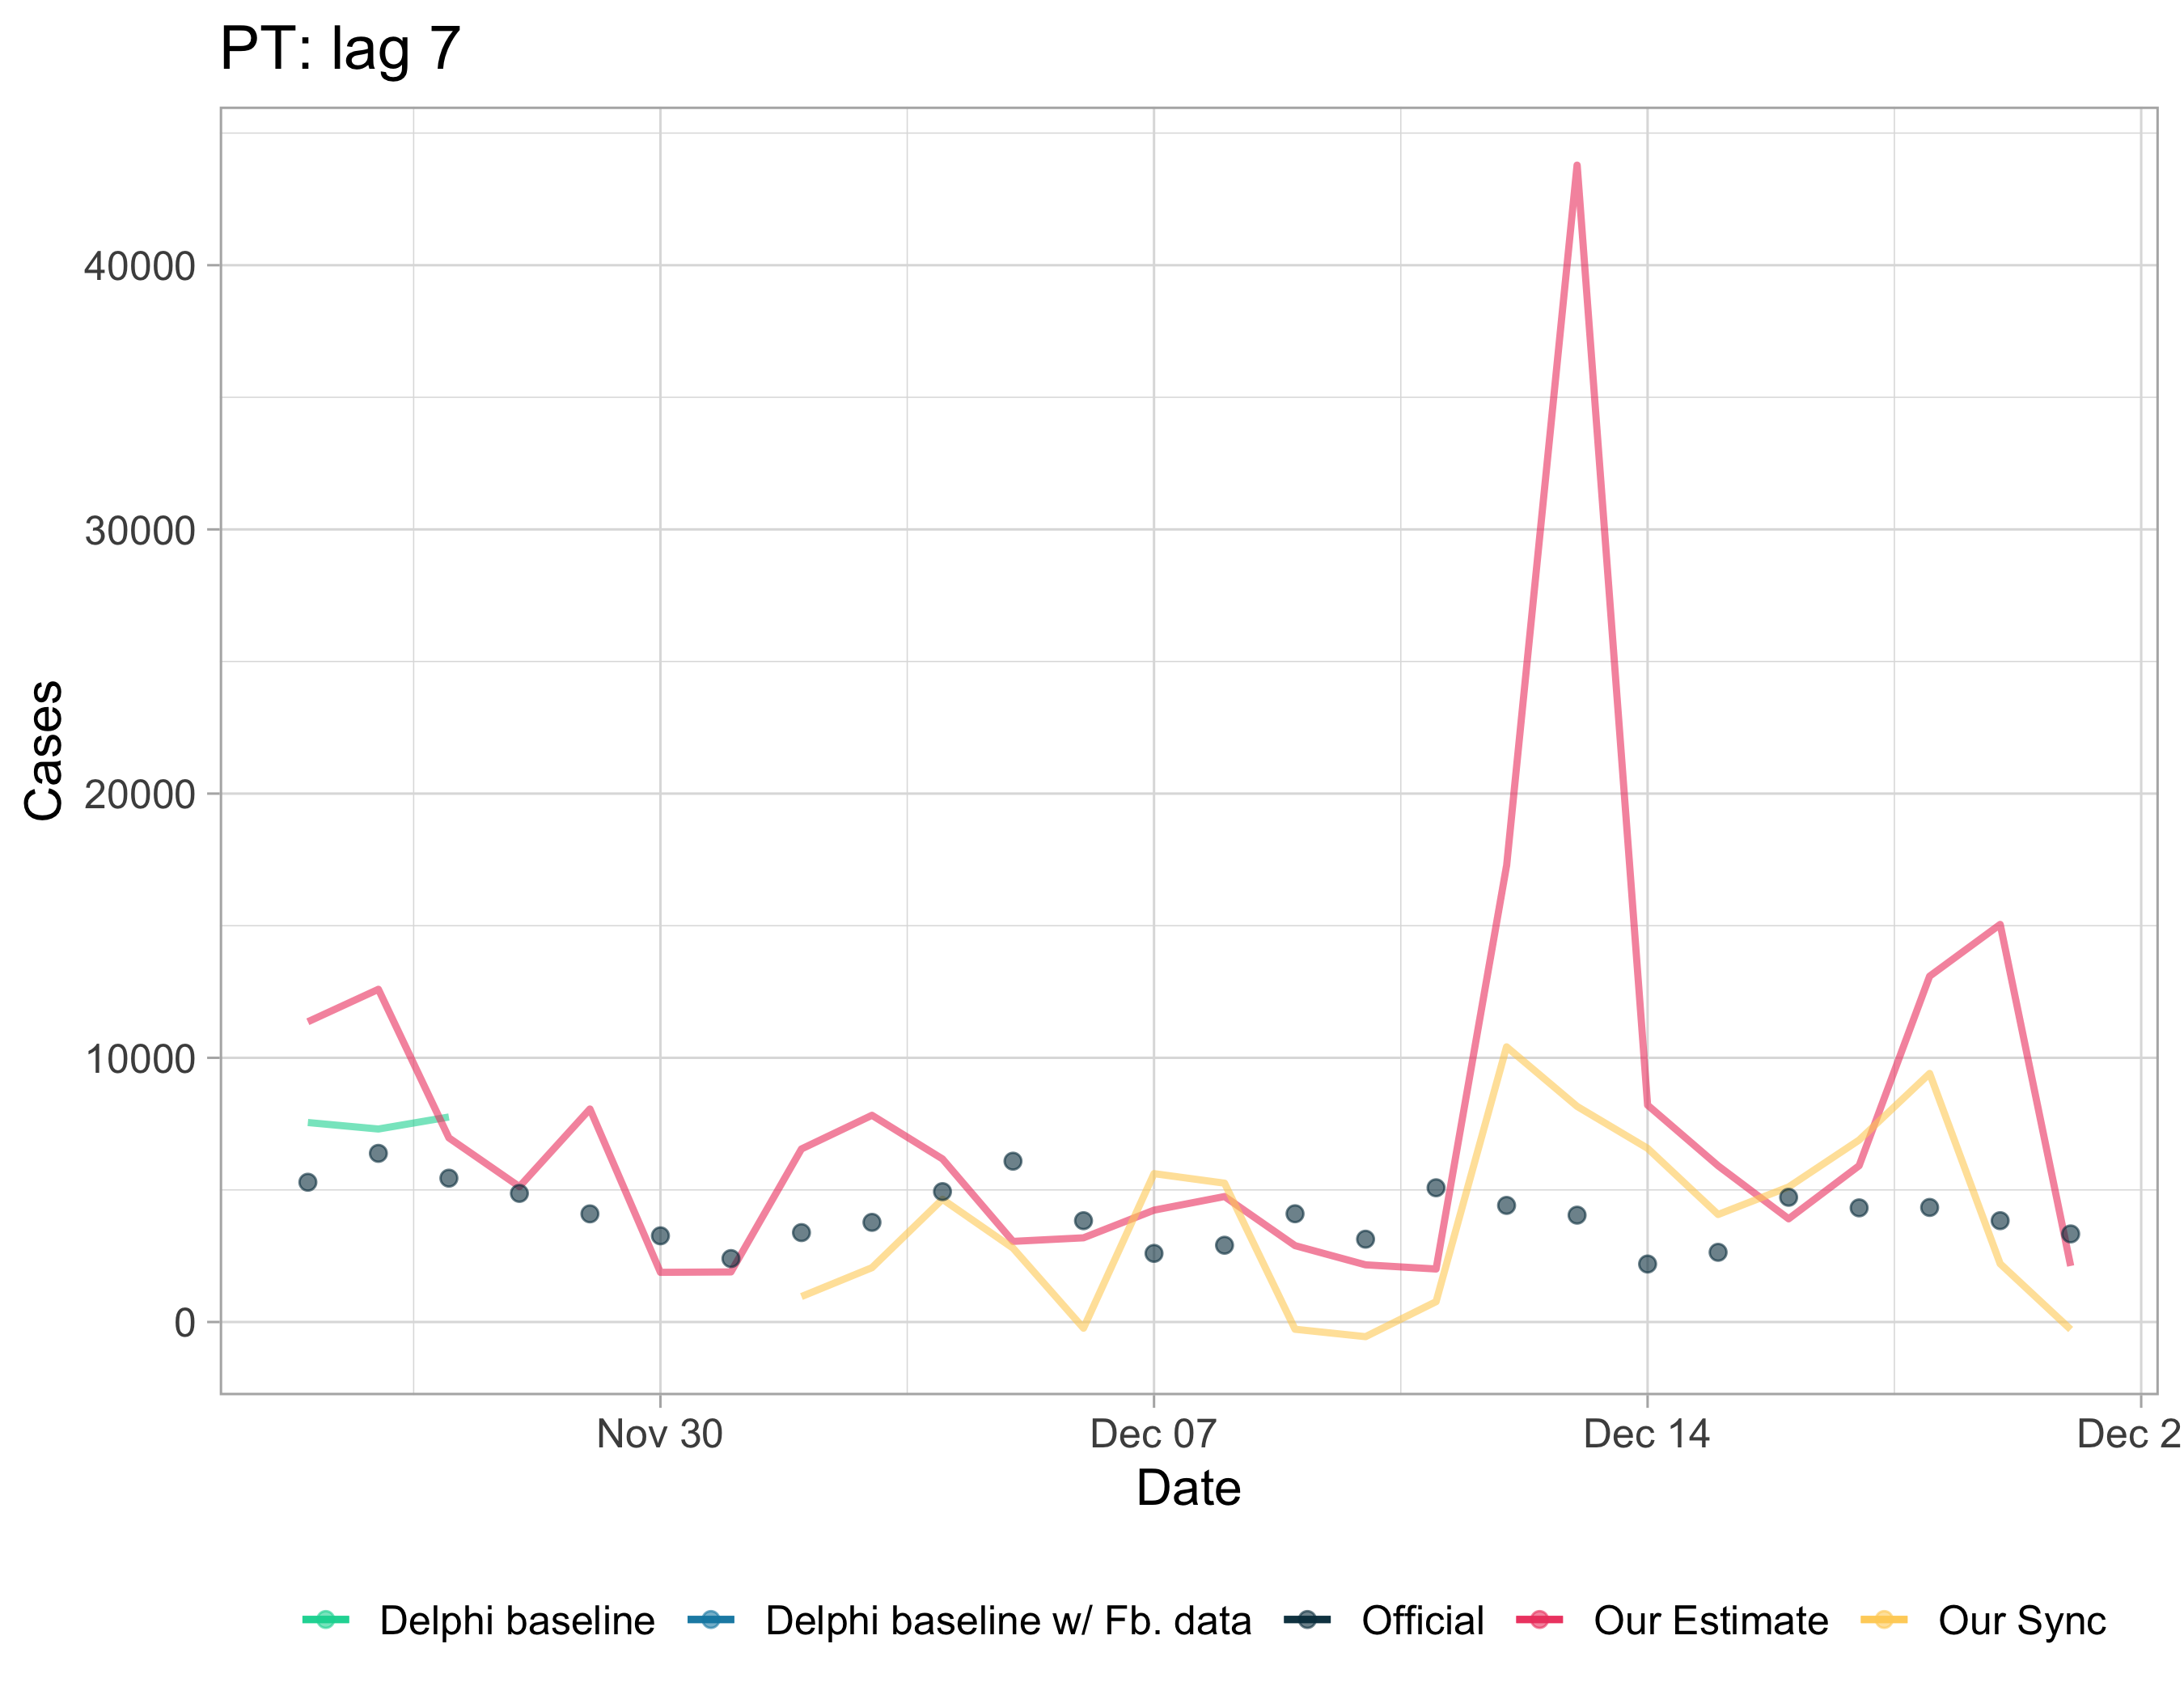 PT: lag 7
Cases
40000
30000
20000
10000
0
Nov 30 Dec 07 Dec 14 Dec 2
Date
Delphi baseline Delphi baseline w/ Fb. data Official Our Estimate Our Sync